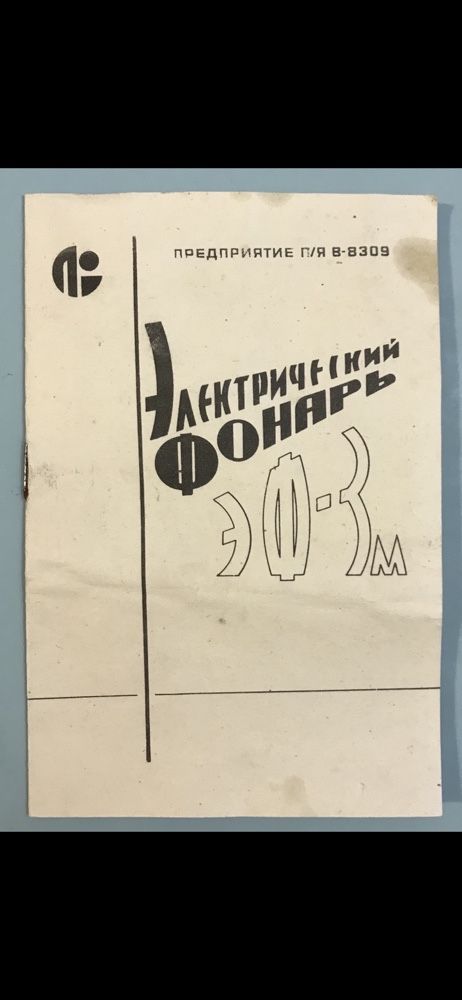 ПРЕДПРИЯТИЕ П/Я В-8309
ЭЛЕКТРИЧЕСКИЙ
ФОНАРЬ
ЭФ-3м